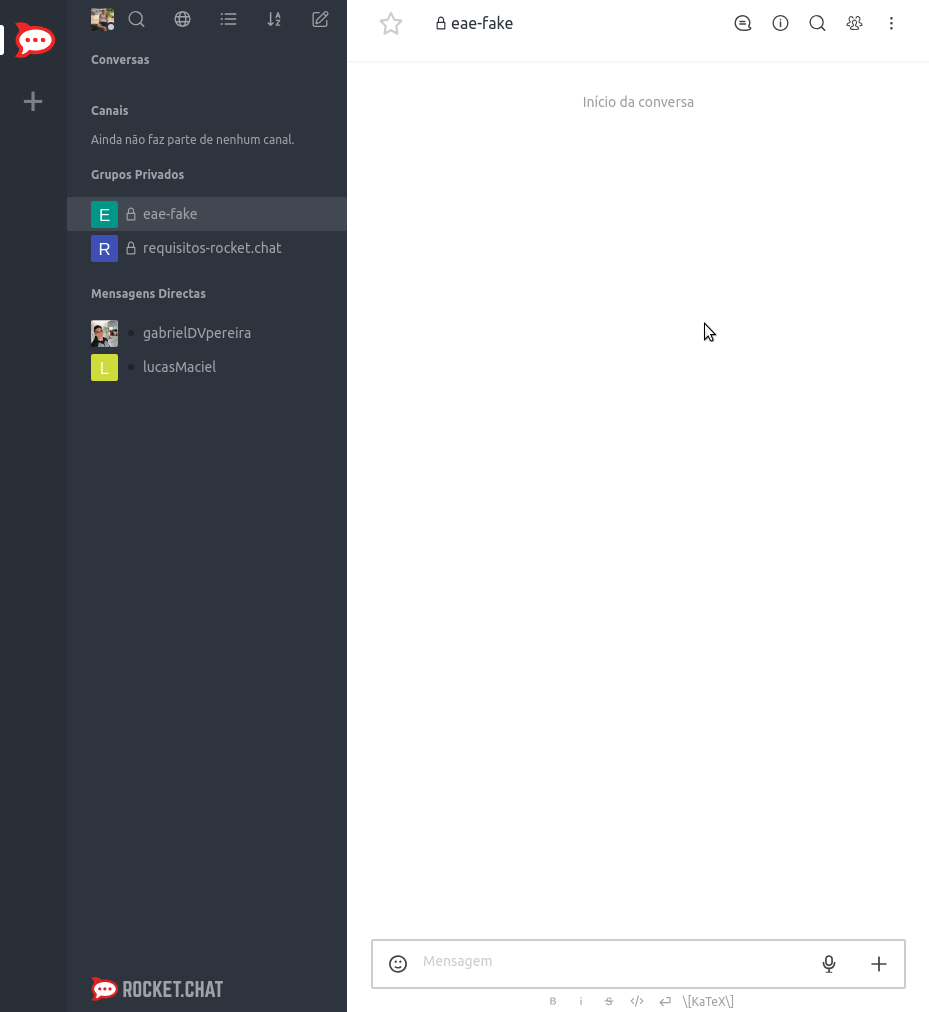 Conversas
Canais
Ainda não faz parte de nenhum canal.
Grupos Privados
E eae-fake
R requisitos-rocket.chat
Mensagens Directas
gabrielDVpereira
L lucasMaciel
ROCKET.CHAT
eae-fake
Início da conversa
Mensagem
B i S </> \[KaTeX\]